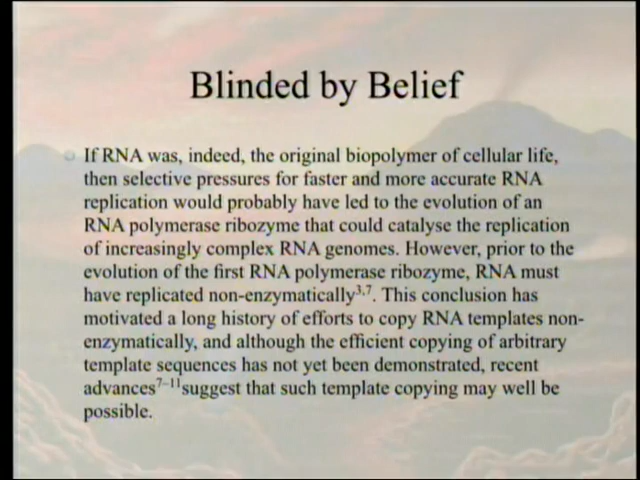 Blinded by Belief
If RNA was, indeed, the original biopolymer of cellular life,
then selective pressures for faster and more accurate RNA
replication would probably have led to the evolution of an
RNA polymerase ribozyme that could catalyse the replication
of increasingly complex RNA genomes. However, prior to the
evolution of the first RNA polymerase ribozyme, RNA must
have replicated non-enzymatically³,⁷. This conclusion has
motivated a long history of efforts to copy RNA templates non-
enzymatically, and although the efficient copying of arbitrary
template sequences has not yet been demonstrated, recent
advances⁷⁻¹¹suggest that such template copying may well be
possible.